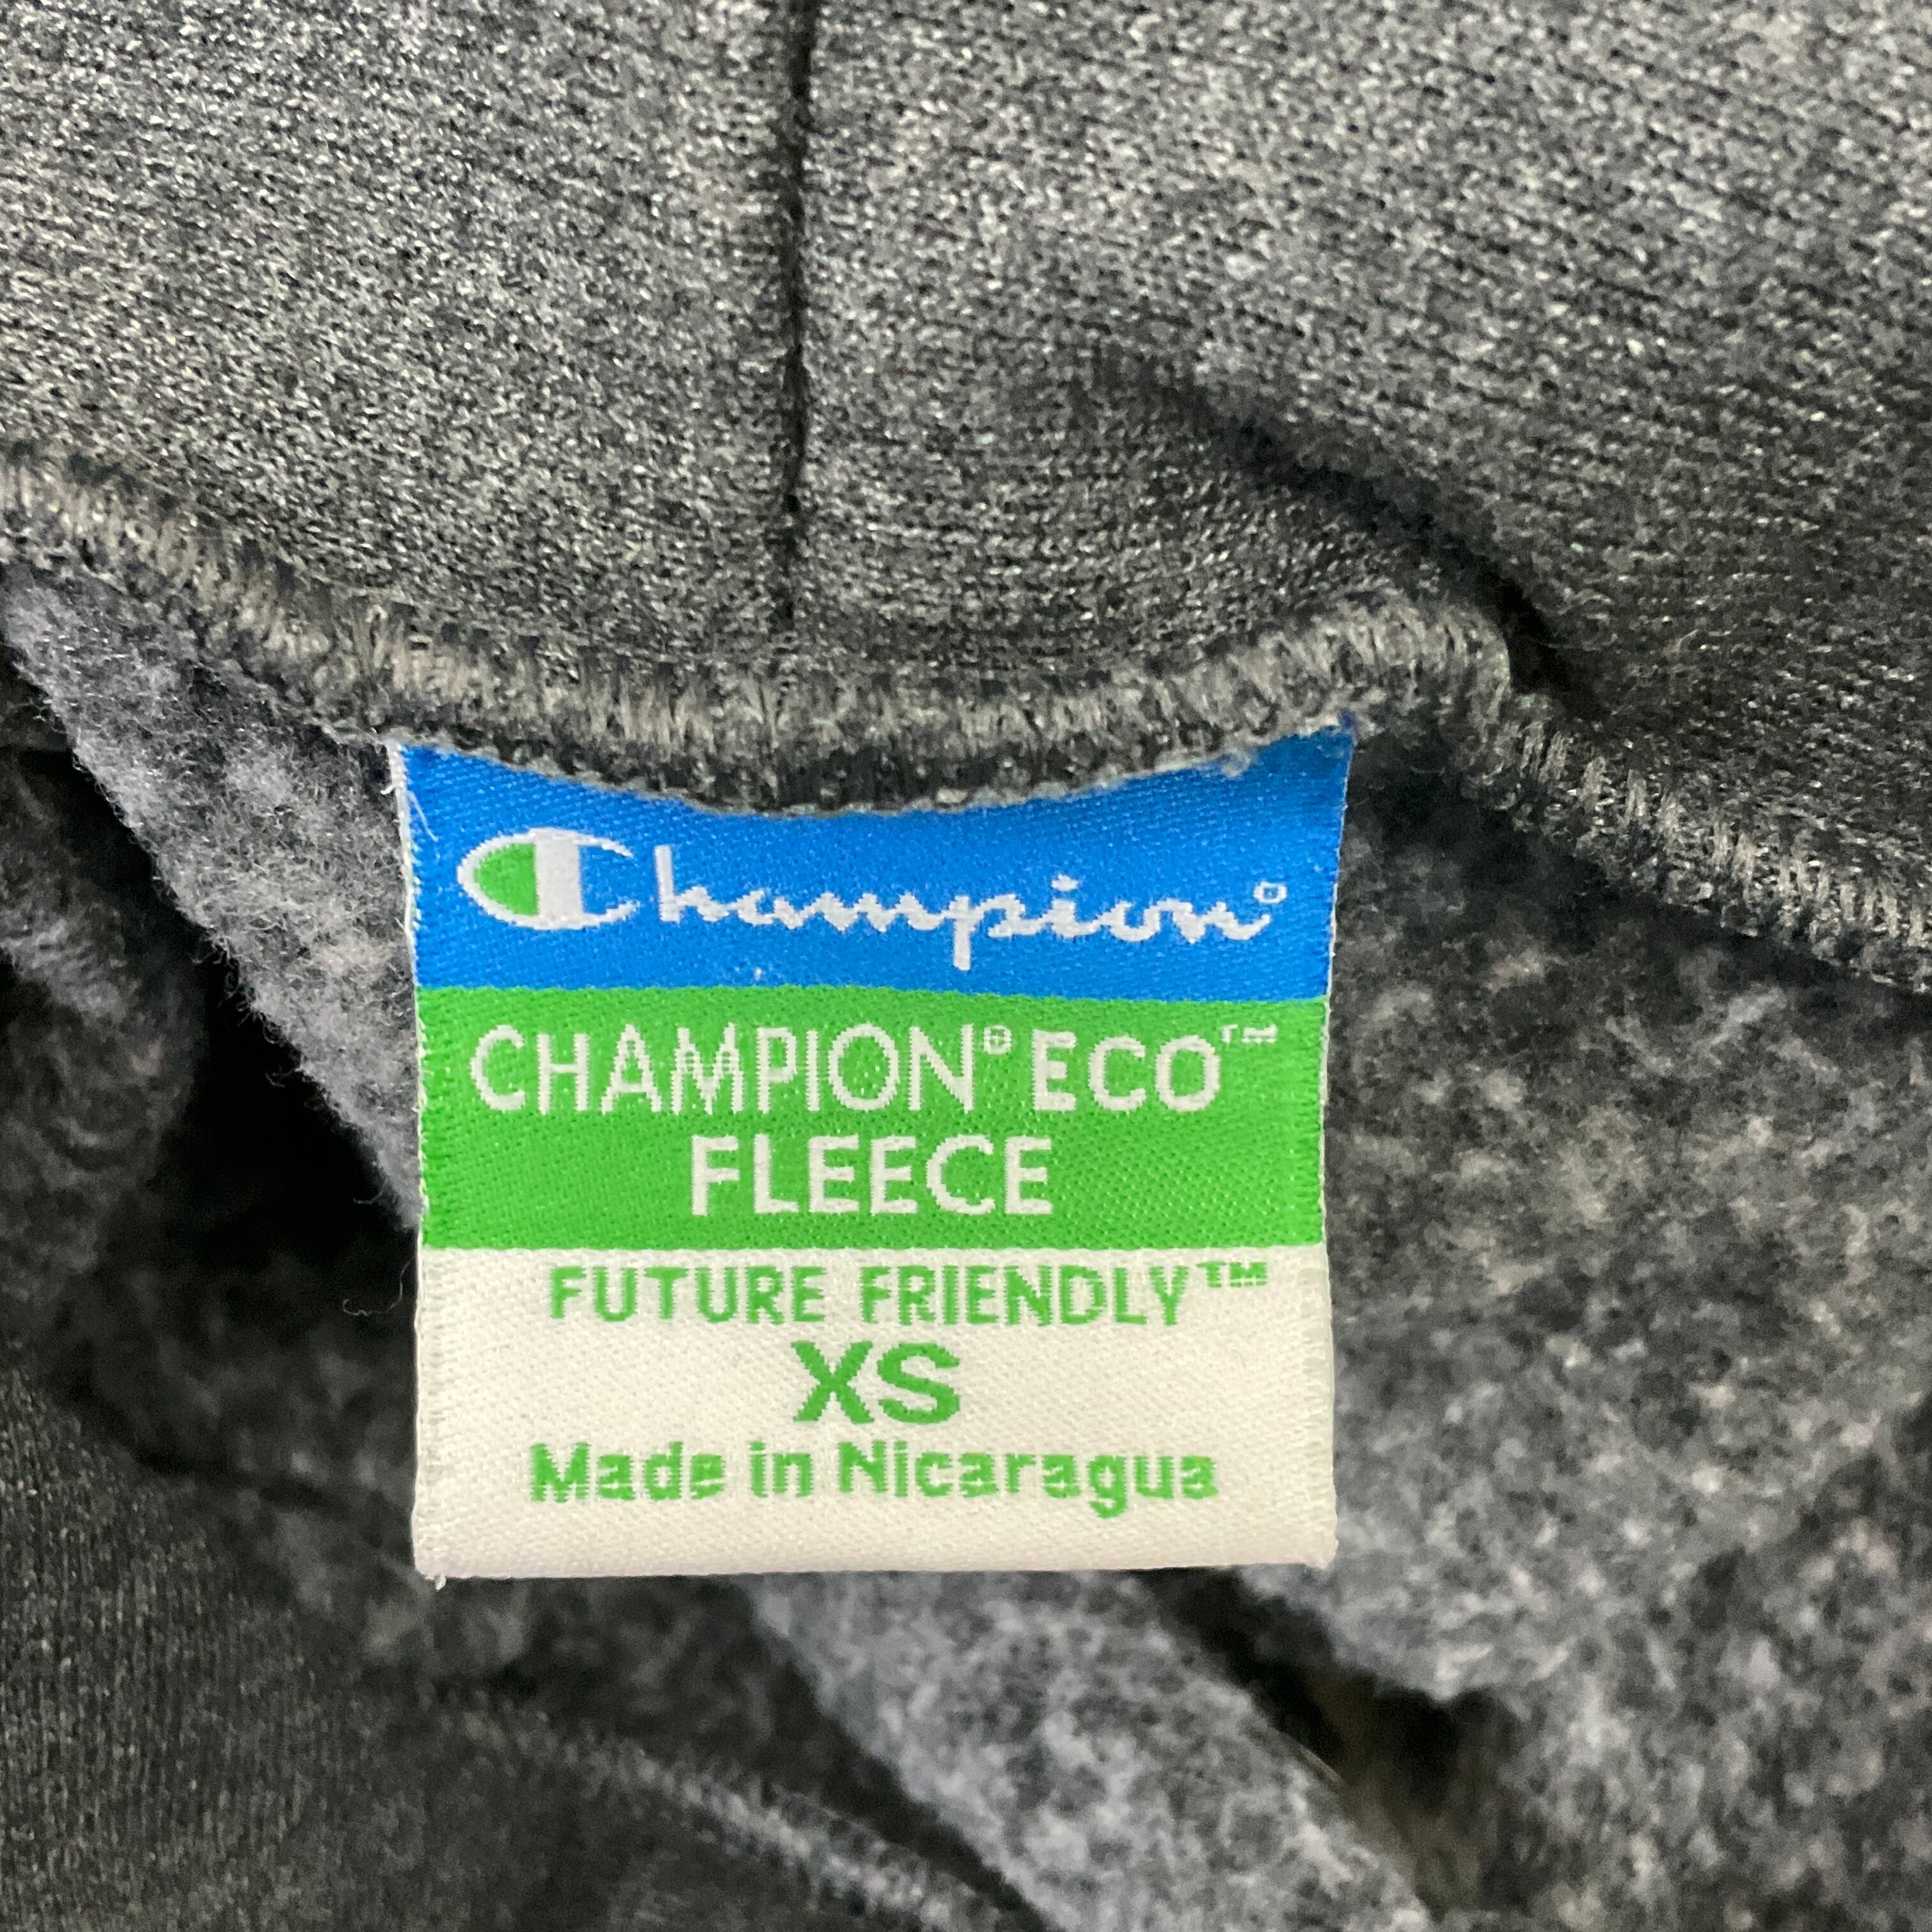 Champion®
CHAMPION® ECO™
FLEECE
FUTURE FRIENDLY™
XS
Made in Nicaragua